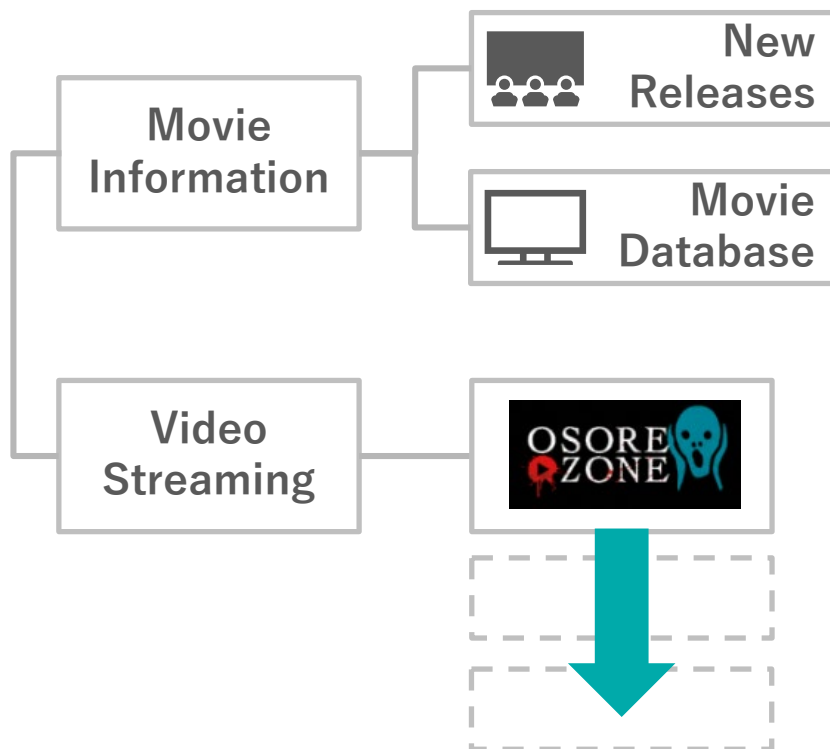 New
Releases
Movie
Information
Movie
Database
Video
Streaming
OSORE
ZONE